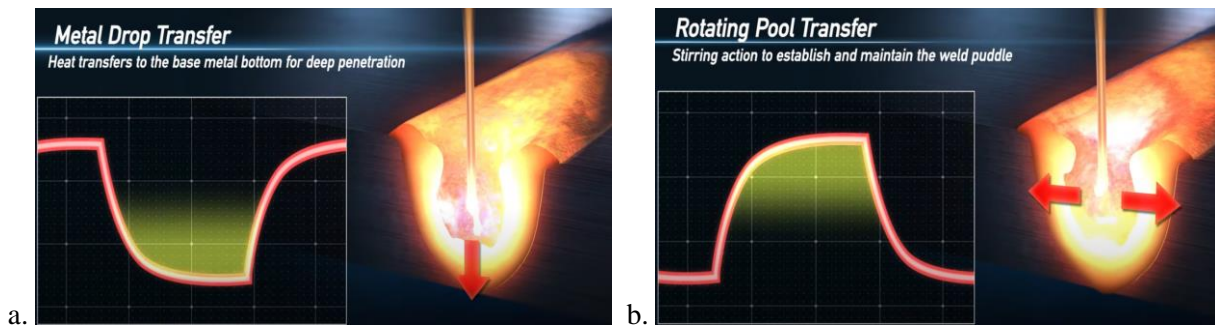 Metal Drop Transfer
Heat transfers to the base metal bottom for deep penetration
a.
Rotating Pool Transfer
Stirring action to establish and maintain the weld puddle
b.